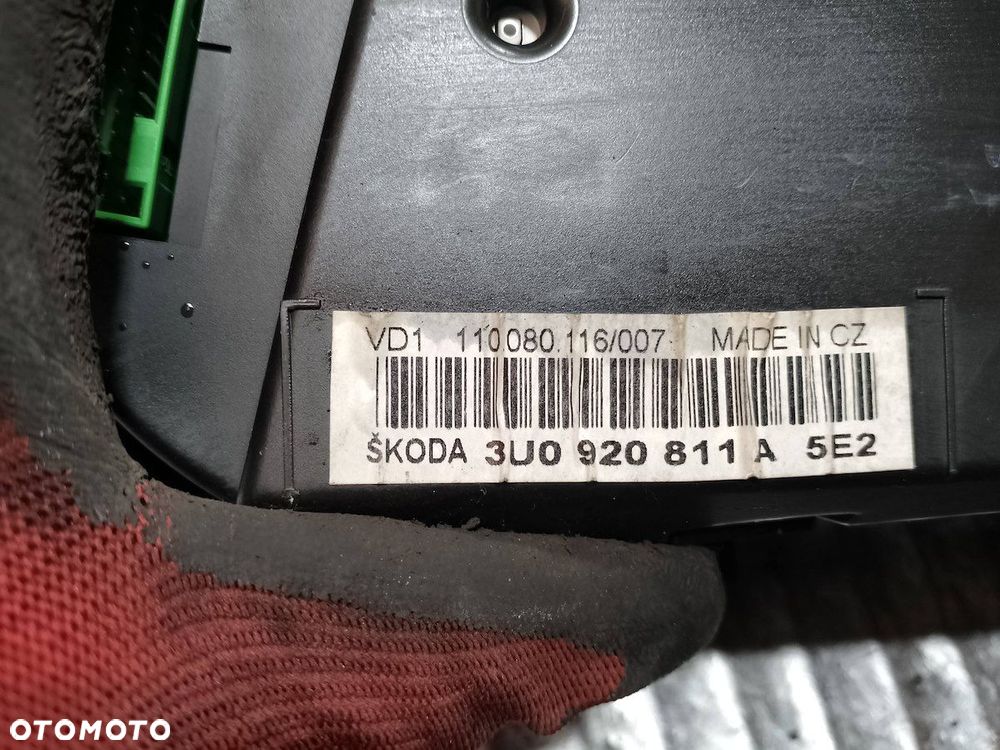 VD1 110.080.116/007 MADE IN CZ
ŠKODA 3U0 920 811 A 5E2
OTOMOTO